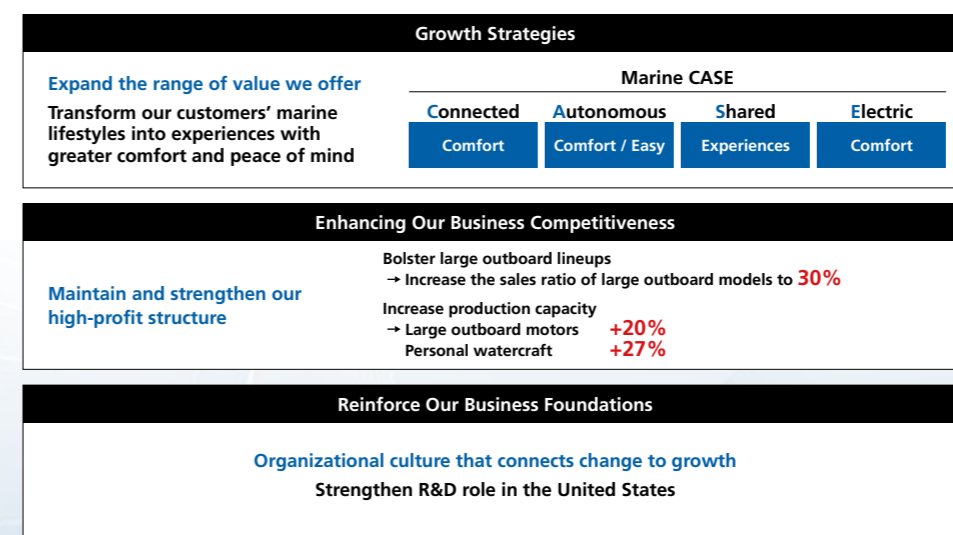 Growth Strategies
Expand the range of value we offer
Transform our customers' marine
lifestyles into experiences with
greater comfort and peace of mind
Marine CASE
Connected Autonomous Shared Electric
Comfort Comfort / Easy Experiences Comfort
Enhancing Our Business Competitiveness
Maintain and strengthen our
high-profit structure
Bolster large outboard lineups
→ Increase the sales ratio of large outboard models to 30%
Increase production capacity
→ Large outboard motors +20%
Personal watercraft +27%
Reinforce Our Business Foundations
Organizational culture that connects change to growth
Strengthen R&D role in the United States